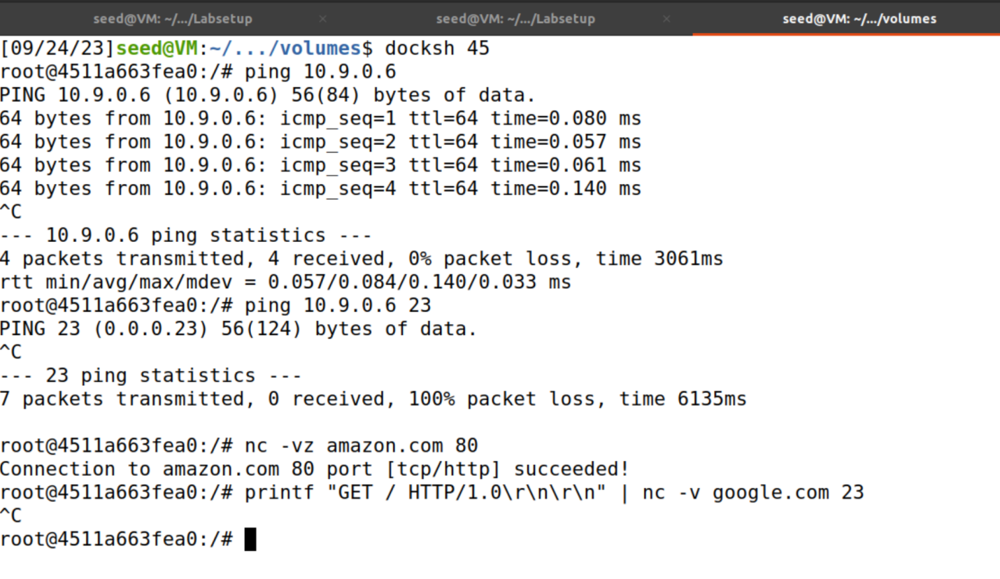 seed@VM: ~/.../Labsetup × seed@VM: ~/.../Labsetup × seed@VM: ~/.../volumes
[09/24/23]seed@VM:~/.../volumes$ docksh 45
root@4511a663fea0:/# ping 10.9.0.6
PING 10.9.0.6 (10.9.0.6) 56(84) bytes of data.
64 bytes from 10.9.0.6: icmp_seq=1 ttl=64 time=0.080 ms
64 bytes from 10.9.0.6: icmp_seq=2 ttl=64 time=0.057 ms
64 bytes from 10.9.0.6: icmp_seq=3 ttl=64 time=0.061 ms
64 bytes from 10.9.0.6: icmp_seq=4 ttl=64 time=0.140 ms
^C
--- 10.9.0.6 ping statistics ---
4 packets transmitted, 4 received, 0% packet loss, time 3061ms
rtt min/avg/max/mdev = 0.057/0.084/0.140/0.033 ms
root@4511a663fea0:/# ping 10.9.0.6 23
PING 23 (0.0.0.23) 56(124) bytes of data.
^C
--- 23 ping statistics ---
7 packets transmitted, 0 received, 100% packet loss, time 6135ms
root@4511a663fea0:/# nc -vz amazon.com 80
Connection to amazon.com 80 port [tcp/http] succeeded!
root@4511a663fea0:/# printf "GET / HTTP/1.0\r\n\r\n" | nc -v google.com 23
^C
root@4511a663fea0:/#